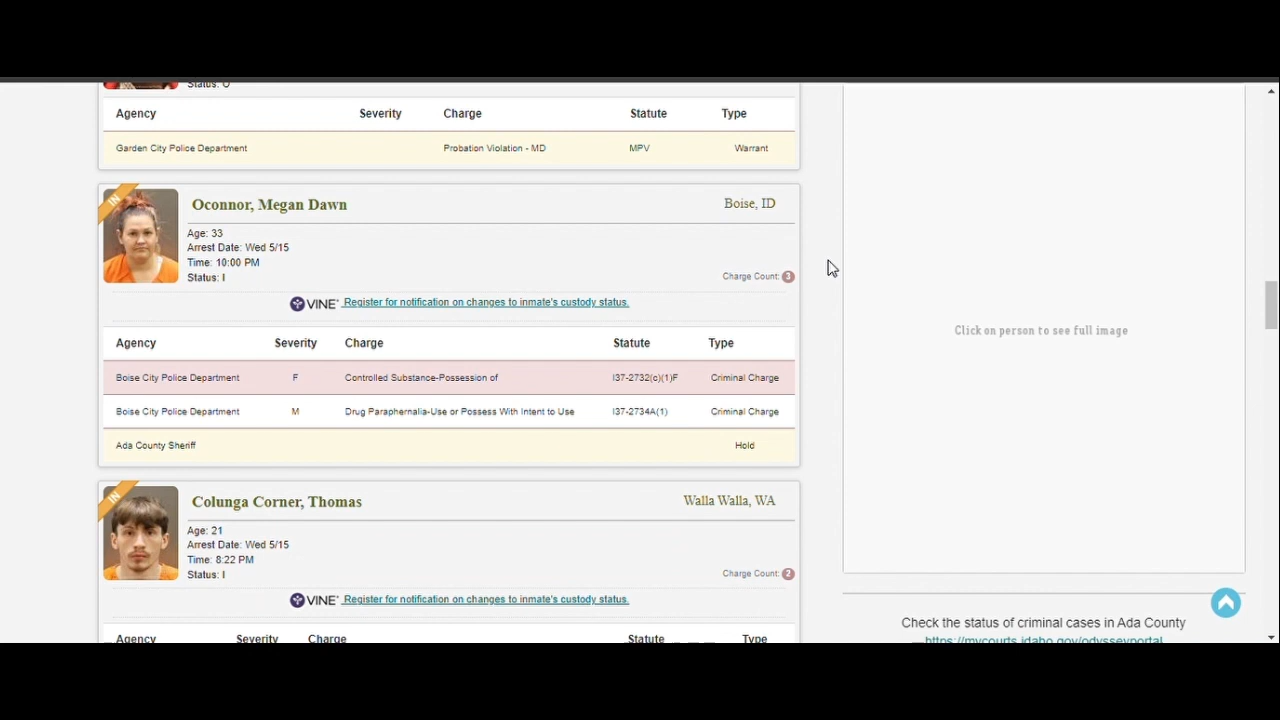 Status: O
Agency Severity Charge Statute Type
Garden City Police Department Probation Violation - MD MPV Warrant
IN
Oconnor, Megan Dawn Boise, ID
Age: 33
Arrest Date: Wed 5/15
Time: 10:00 PM
Status: I
Charge Count: 3
VINE Register for notification on changes to inmate's custody status.
Agency Severity Charge Statute Type
Boise City Police Department F Controlled Substance-Possession of I37-2732(c)(1)F Criminal Charge
Boise City Police Department M Drug Paraphernalia-Use or Possess With Intent to Use I37-2734A(1) Criminal Charge
Ada County Sheriff Hold
IN
Colunga Corner, Thomas Walla Walla, WA
Age: 21
Arrest Date: Wed 5/15
Time: 8:22 PM
Status: I
Charge Count: 2
VINE Register for notification on changes to inmate's custody status.
Agency Severity Charge Statute Type
Click on person to see full image
Check the status of criminal cases in Ada County
https://mycourts.idaho.gov/odysseyportal